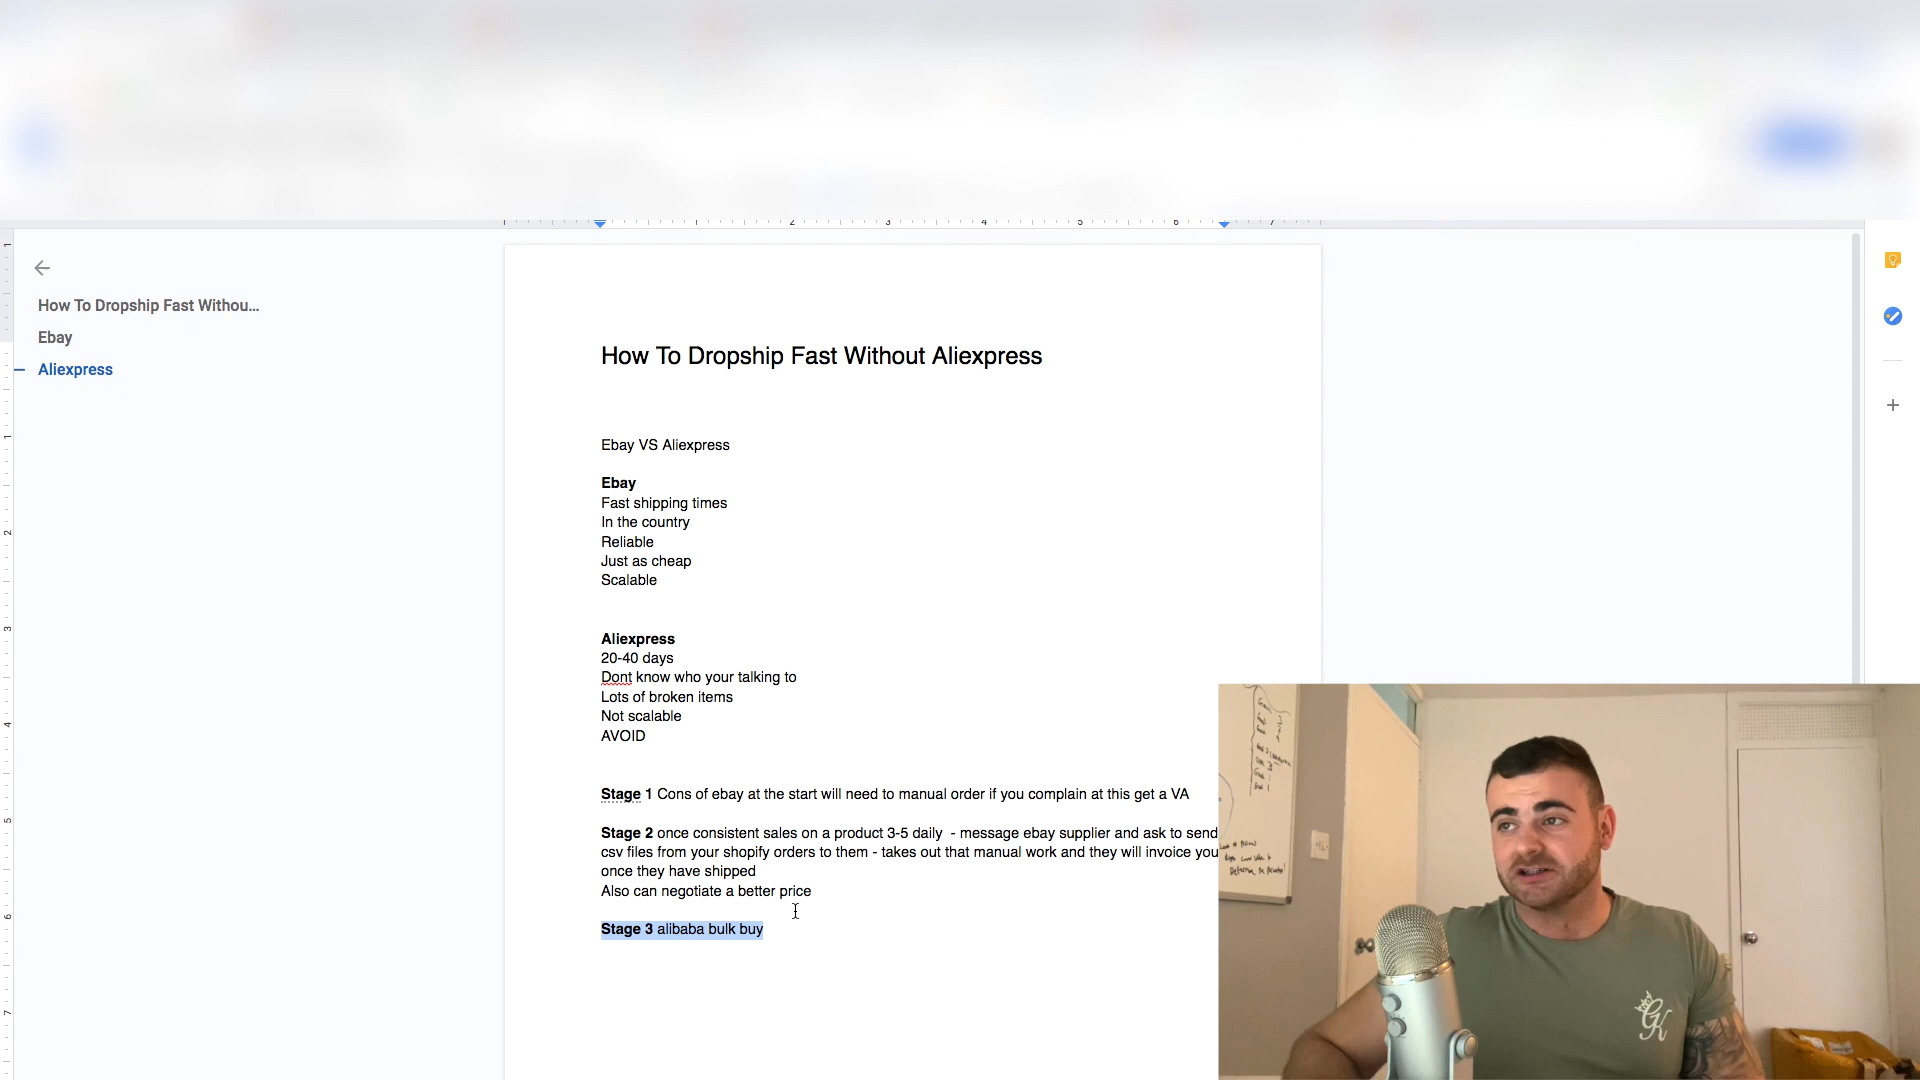 How To Dropship Fast Withou...
Ebay
Aliexpress
How To Dropship Fast Without Aliexpress
Ebay VS Aliexpress
Ebay
Fast shipping times
In the country
Reliable
Just as cheap
Scalable
Aliexpress
20-40 days
Dont know who your talking to
Lots of broken items
Not scalable
AVOID
Stage 1 Cons of ebay at the start will need to manual order if you complain at this get a VA
Stage 2 once consistent sales on a product 3-5 daily - message ebay supplier and ask to send
csv files from your shopify orders to them - takes out that manual work and they will invoice you
once they have shipped
Also can negotiate a better price
Stage 3 alibaba bulk buy
GK